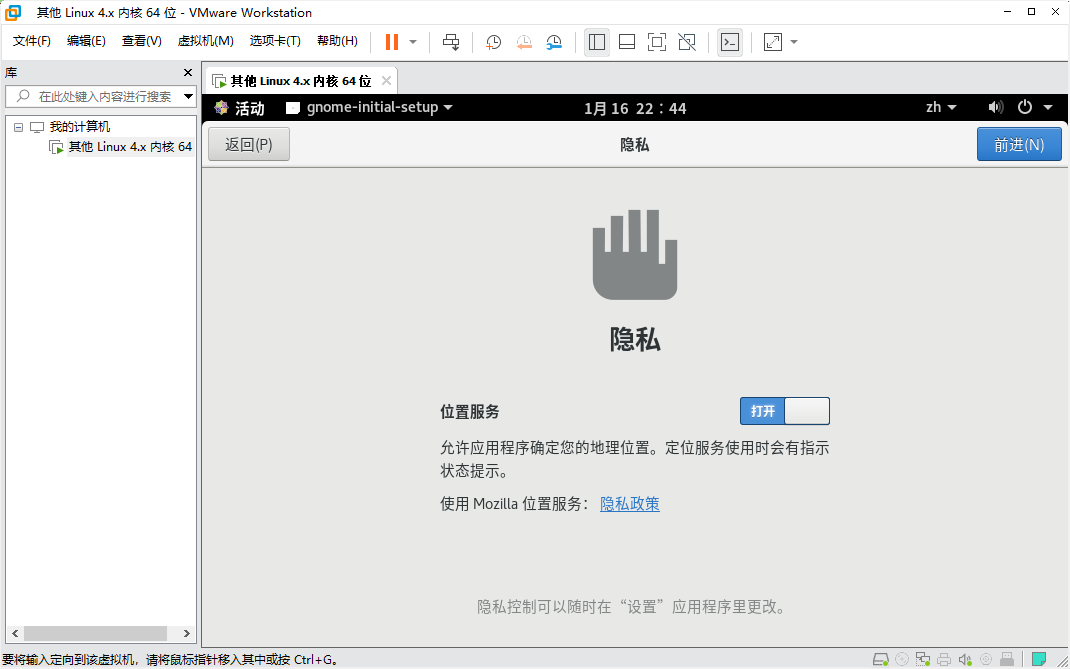 其他 Linux 4.x 内核 64 位 - VMware Workstation
文件(F) 编辑(E) 查看(V) 虚拟机(M) 选项卡(T) 帮助(H)
库
在此处键入内容进行搜索
我的计算机
其他 Linux 4.x 内核 64
其他 Linux 4.x 内核 64 位
活动 gnome-initial-setup 1月 16 22：44 zh
返回(P) 隐私 前进(N)
隐私
位置服务 打开
允许应用程序确定您的地理位置。定位服务使用时会有指示
状态提示。
使用 Mozilla 位置服务： 隐私政策
隐私控制可以随时在“设置”应用程序里更改。
要将输入定向到该虚拟机，请将鼠标指针移入其中或按 Ctrl+G。